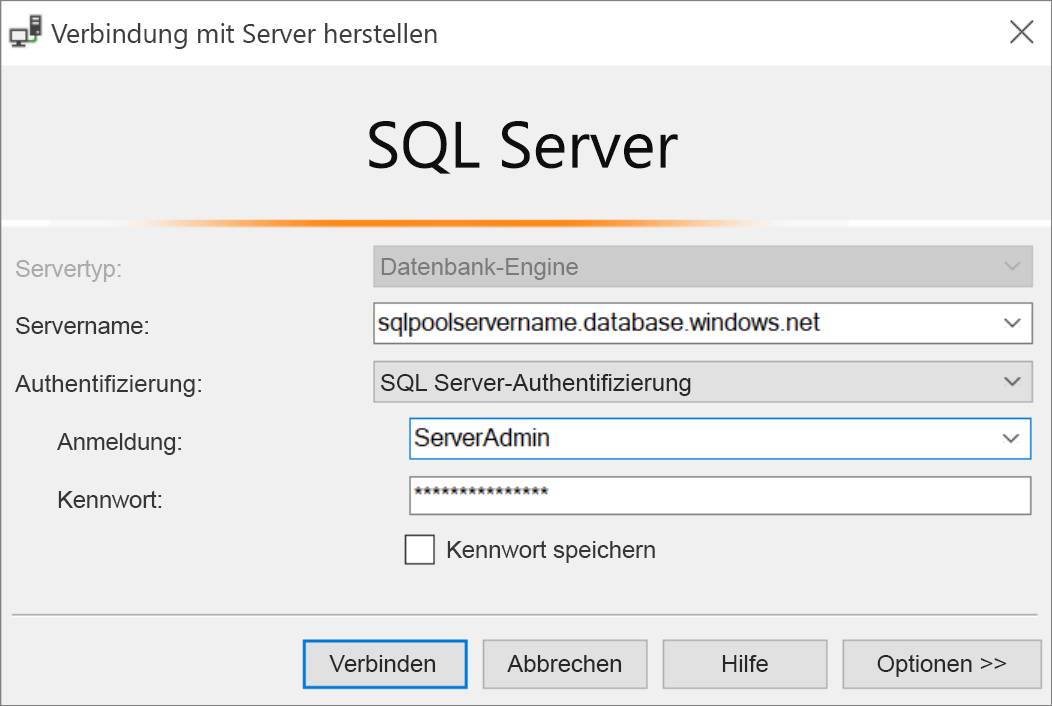 Verbindung mit Server herstellen
SQL Server
Servertyp: Datenbank-Engine
Servername: sqlpoolservername.database.windows.net
Authentifizierung: SQL Server-Authentifizierung
Anmeldung: ServerAdmin
Kennwort: ***************
Kennwort speichern
Verbinden Abbrechen Hilfe Optionen >>